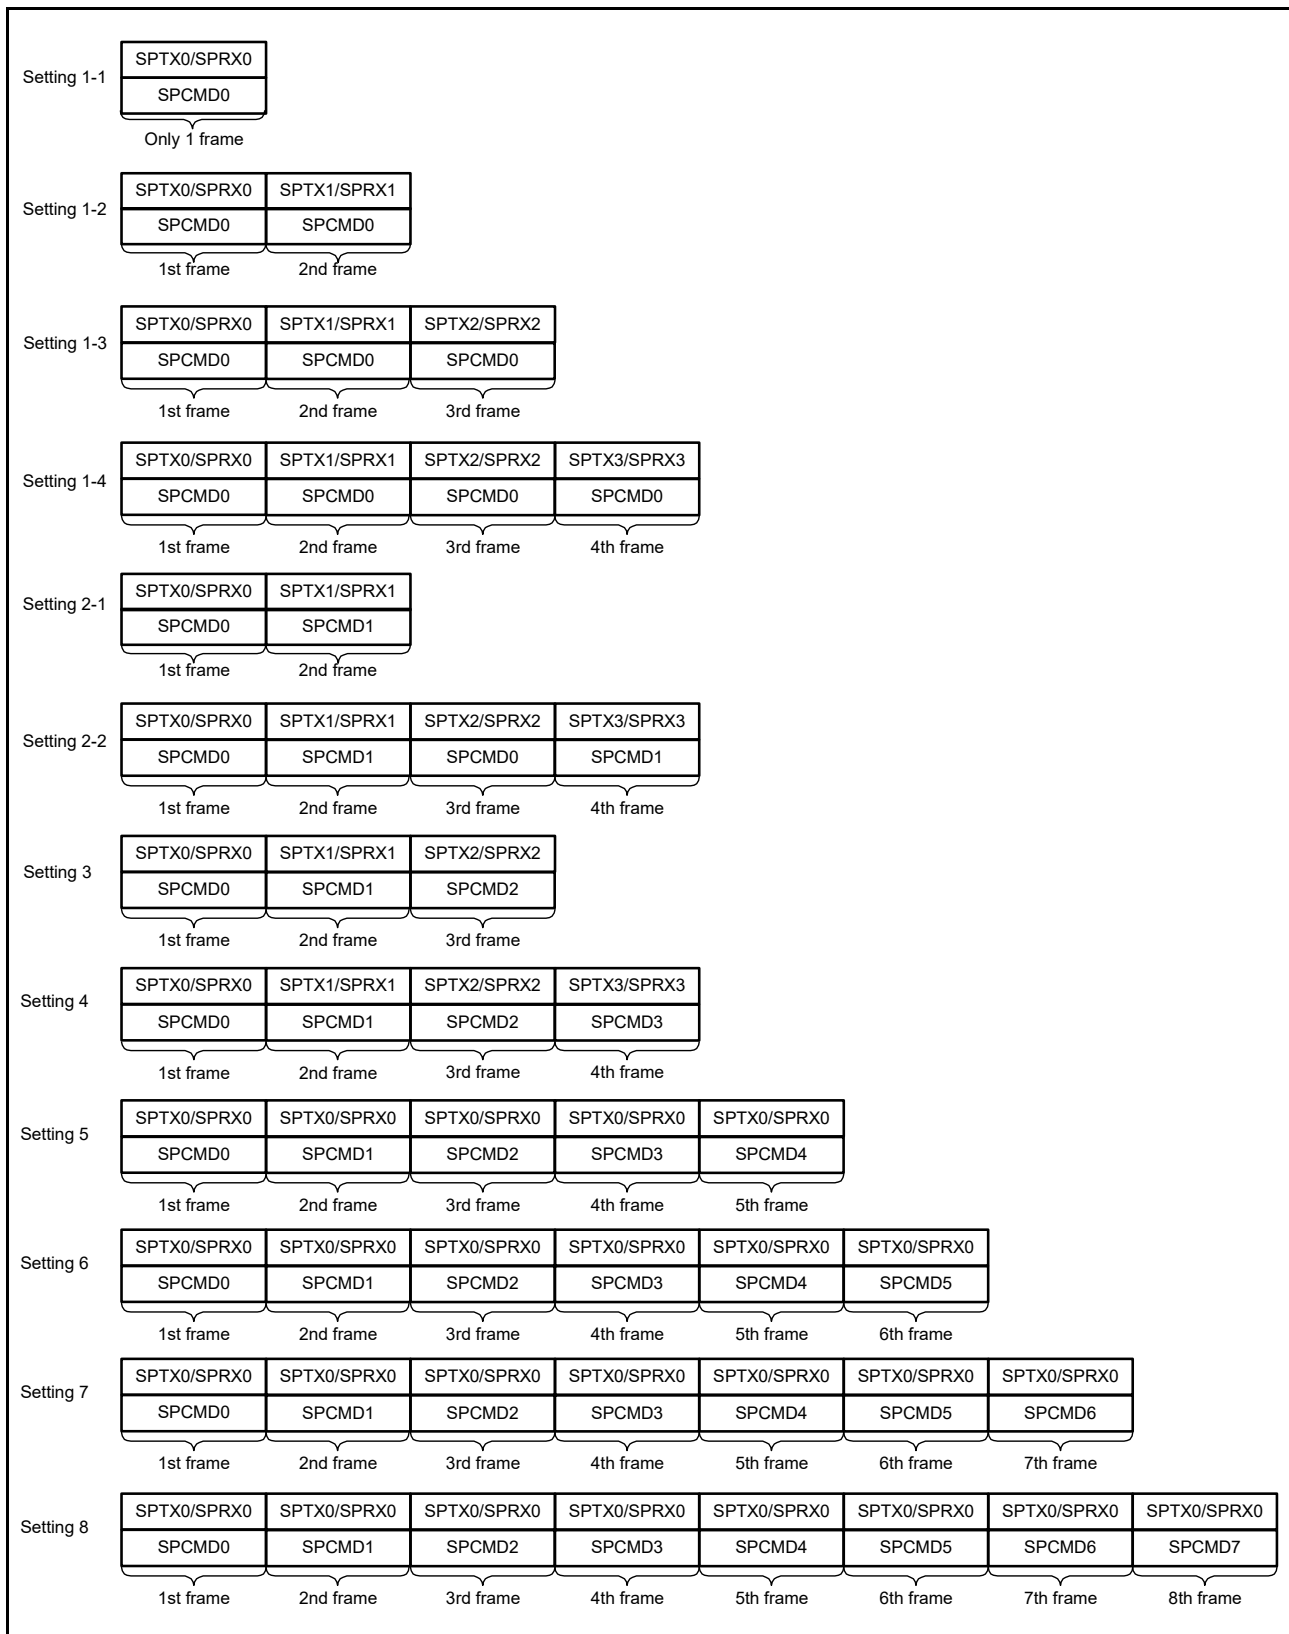 SPTX0/SPRX0
Setting 1-1
SPCMD0
Only 1 frame
SPTX0/SPRX0 SPTX1/SPRX1
Setting 1-2
SPCMD0 SPCMD0
1st frame 2nd frame
SPTX0/SPRX0 SPTX1/SPRX1 SPTX2/SPRX2
Setting 1-3
SPCMD0 SPCMD0 SPCMD0
1st frame 2nd frame 3rd frame
SPTX0/SPRX0 SPTX1/SPRX1 SPTX2/SPRX2 SPTX3/SPRX3
Setting 1-4
SPCMD0 SPCMD0 SPCMD0 SPCMD0
1st frame 2nd frame 3rd frame 4th frame
SPTX0/SPRX0 SPTX1/SPRX1
Setting 2-1
SPCMD0 SPCMD1
1st frame 2nd frame
SPTX0/SPRX0 SPTX1/SPRX1 SPTX2/SPRX2 SPTX3/SPRX3
Setting 2-2
SPCMD0 SPCMD1 SPCMD0 SPCMD1
1st frame 2nd frame 3rd frame 4th frame
SPTX0/SPRX0 SPTX1/SPRX1 SPTX2/SPRX2
Setting 3
SPCMD0 SPCMD1 SPCMD2
1st frame 2nd frame 3rd frame
SPTX0/SPRX0 SPTX1/SPRX1 SPTX2/SPRX2 SPTX3/SPRX3
Setting 4
SPCMD0 SPCMD1 SPCMD2 SPCMD3
1st frame 2nd frame 3rd frame 4th frame
SPTX0/SPRX0 SPTX0/SPRX0 SPTX0/SPRX0 SPTX0/SPRX0 SPTX0/SPRX0
Setting 5
SPCMD0 SPCMD1 SPCMD2 SPCMD3 SPCMD4
1st frame 2nd frame 3rd frame 4th frame 5th frame
SPTX0/SPRX0 SPTX0/SPRX0 SPTX0/SPRX0 SPTX0/SPRX0 SPTX0/SPRX0 SPTX0/SPRX0
Setting 6
SPCMD0 SPCMD1 SPCMD2 SPCMD3 SPCMD4 SPCMD5
1st frame 2nd frame 3rd frame 4th frame 5th frame 6th frame
SPTX0/SPRX0 SPTX0/SPRX0 SPTX0/SPRX0 SPTX0/SPRX0 SPTX0/SPRX0 SPTX0/SPRX0 SPTX0/SPRX0
Setting 7
SPCMD0 SPCMD1 SPCMD2 SPCMD3 SPCMD4 SPCMD5 SPCMD6
1st frame 2nd frame 3rd frame 4th frame 5th frame 6th frame 7th frame
SPTX0/SPRX0 SPTX0/SPRX0 SPTX0/SPRX0 SPTX0/SPRX0 SPTX0/SPRX0 SPTX0/SPRX0 SPTX0/SPRX0 SPTX0/SPRX0
Setting 8
SPCMD0 SPCMD1 SPCMD2 SPCMD3 SPCMD4 SPCMD5 SPCMD6 SPCMD7
1st frame 2nd frame 3rd frame 4th frame 5th frame 6th frame 7th frame 8th frame